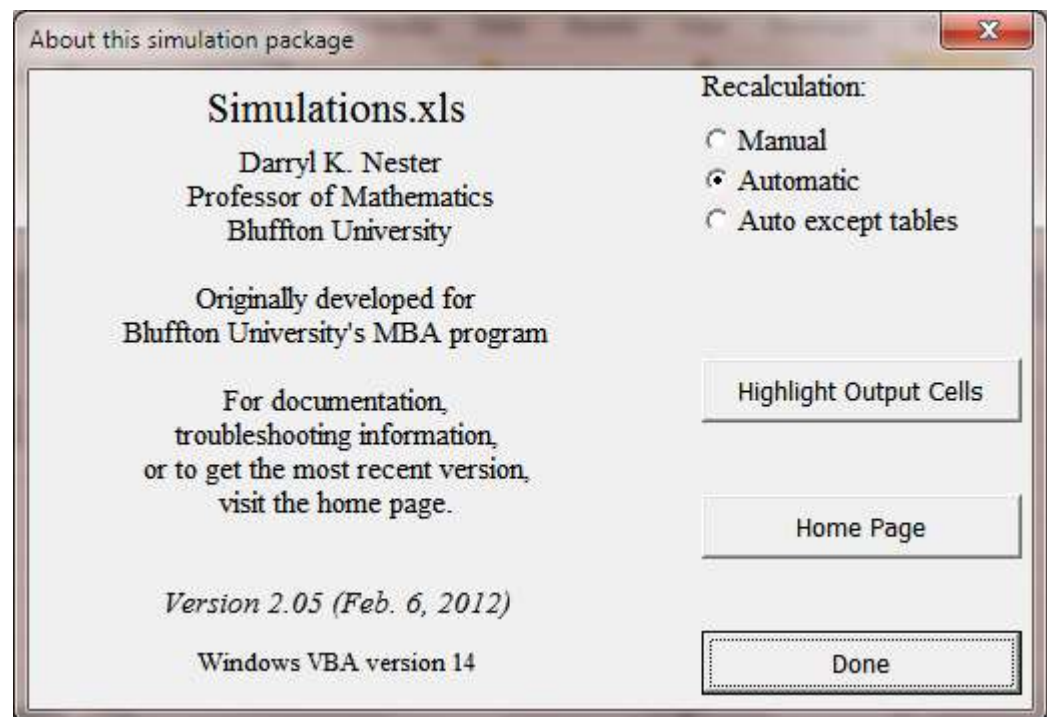 About this simulation package
Simulations.xls
Darryl K. Nester
Professor of Mathematics
Bluffton University
Originally developed for
Bluffton University's MBA program
For documentation,
troubleshooting information,
or to get the most recent version,
visit the home page.
Version 2.05 (Feb. 6, 2012)
Windows VBA version 14
Recalculation:
Manual
Automatic
Auto except tables
Highlight Output Cells
Home Page
Done